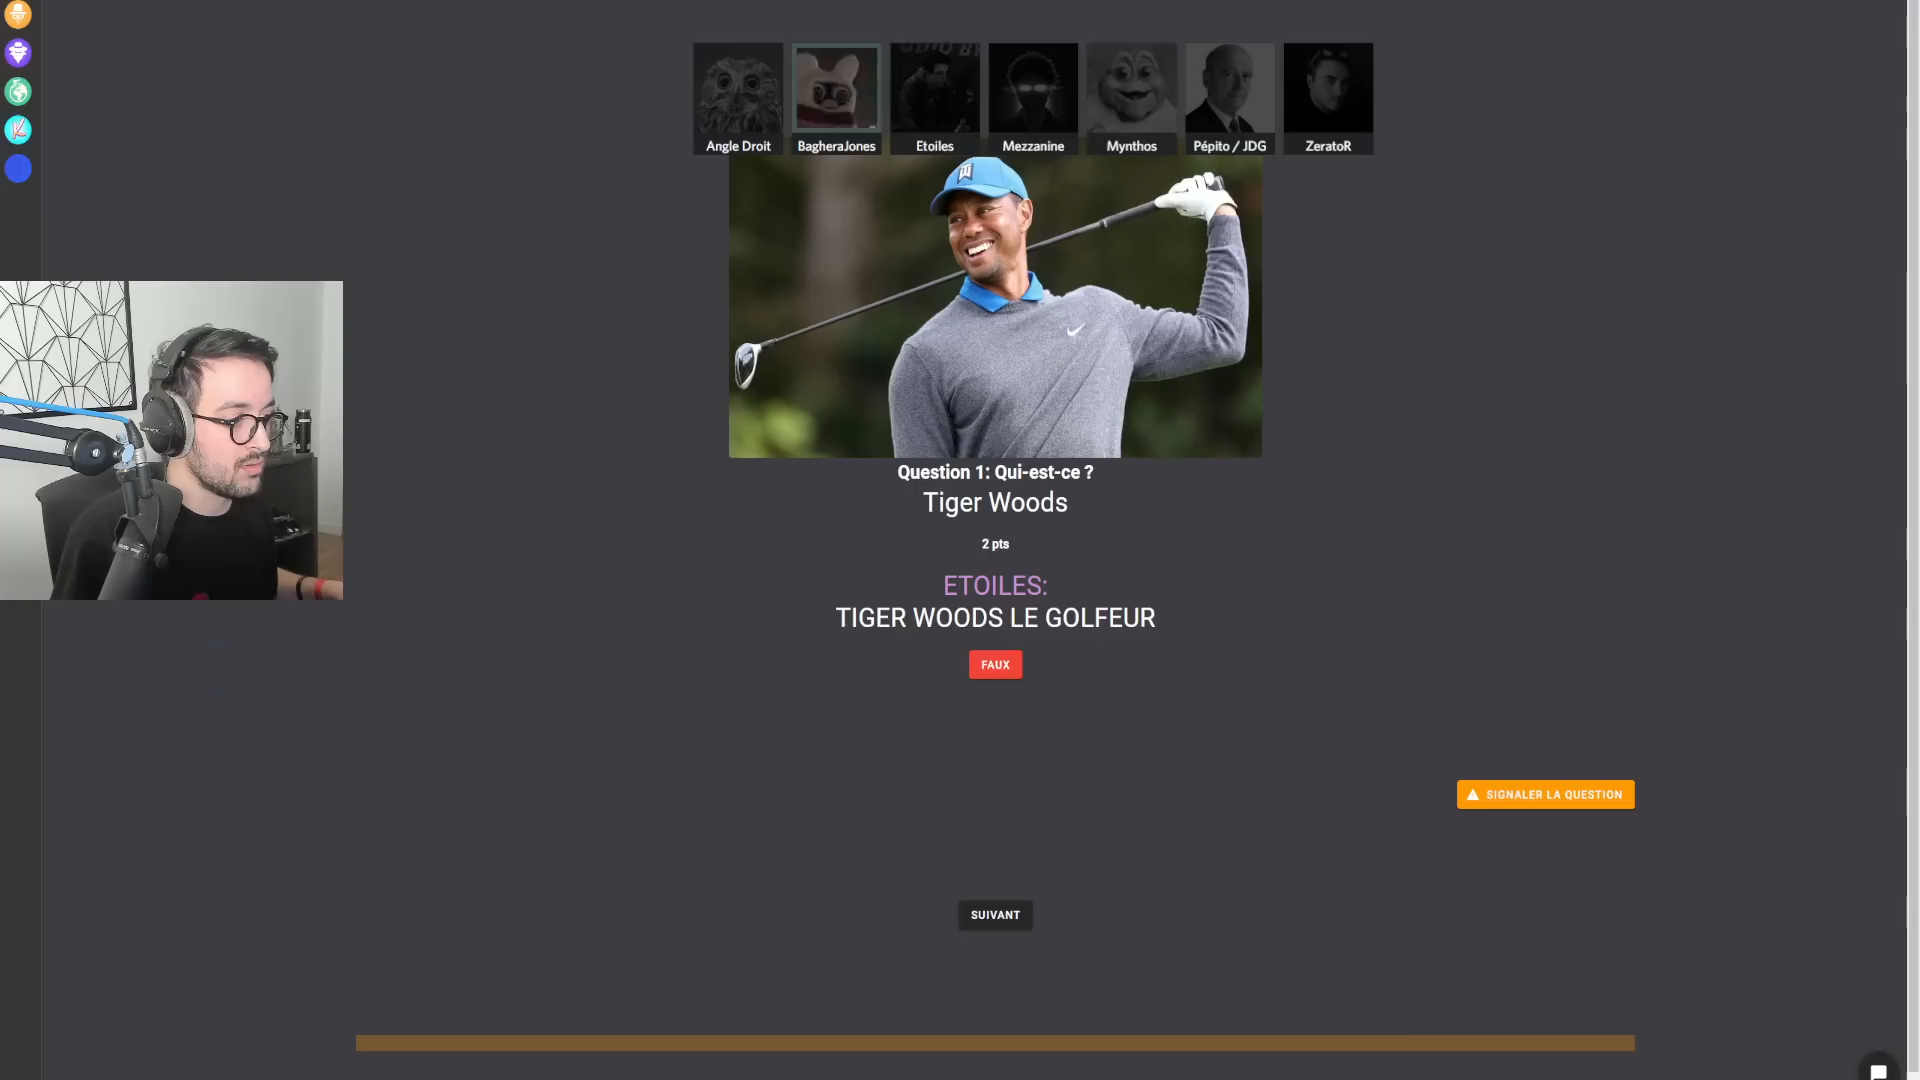 Angle Droit
BagheraJones
Etoiles
Mezzanine
Mynthos
Pépito / JDG
ZeratoR
Question 1: Qui-est-ce ?
Tiger Woods
2 pts
ETOILES:
TIGER WOODS LE GOLFEUR
FAUX
SIGNALER LA QUESTION
SUIVANT